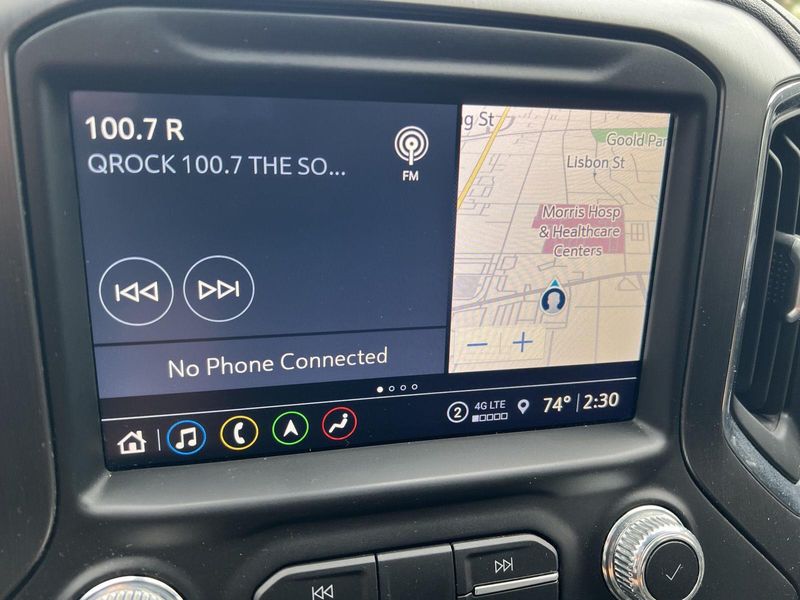 100.7 R
QROCK 100.7 THE SO...
FM
g St
Goold Par
Lisbon St
Morris Hosp
& Healthcare
Centers
No Phone Connected
2 4G LTE 74° 2:30